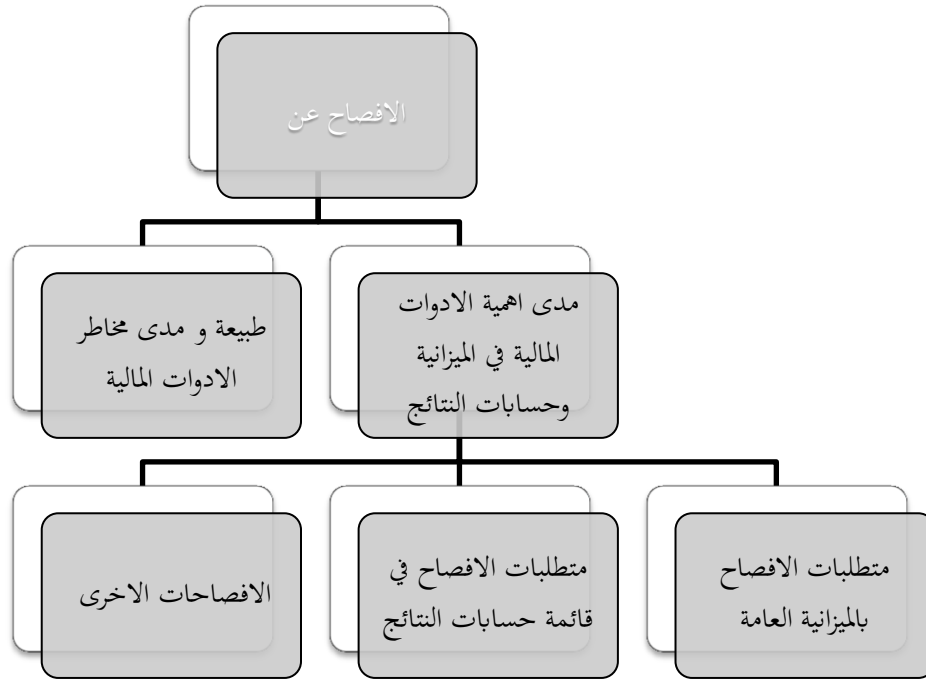 الافصاح عن
مدى اهمية الادوات
المالية في الميزانية
وحسابات النتائج
طبيعة و مدى مخاطر
الادوات المالية
متطلبات الافصاح
بالميزانية العامة
متطلبات الافصاح في
قائمة حسابات النتائج
الافصاحات الاخرى